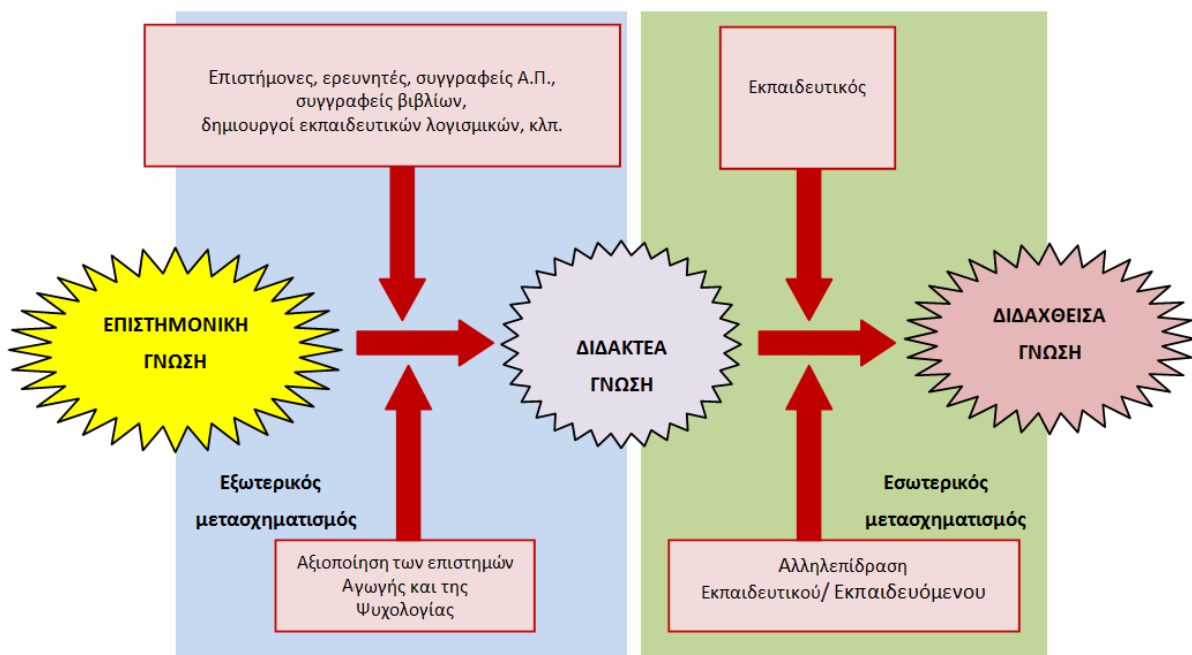 Επιστήμονες, ερευνητές, συγγραφείς Α.Π.,
συγγραφείς βιβλίων,
δημιουργοί εκπαιδευτικών λογισμικών, κλπ.
Εκπαιδευτικός
ΕΠΙΣΤΗΜΟΝΙΚΗ
ΓΝΩΣΗ
ΔΙΔΑΚΤΕΑ
ΓΝΩΣΗ
ΔΙΔΑΧΘΕΙΣΑ
ΓΝΩΣΗ
Εξωτερικός
μετασχηματισμός
Εσωτερικός
μετασχηματισμός
Αξιοποίηση των επιστημών
Αγωγής και της
Ψυχολογίας
Αλληλεπίδραση
Εκπαιδευτικού/ Εκπαιδευόμενου